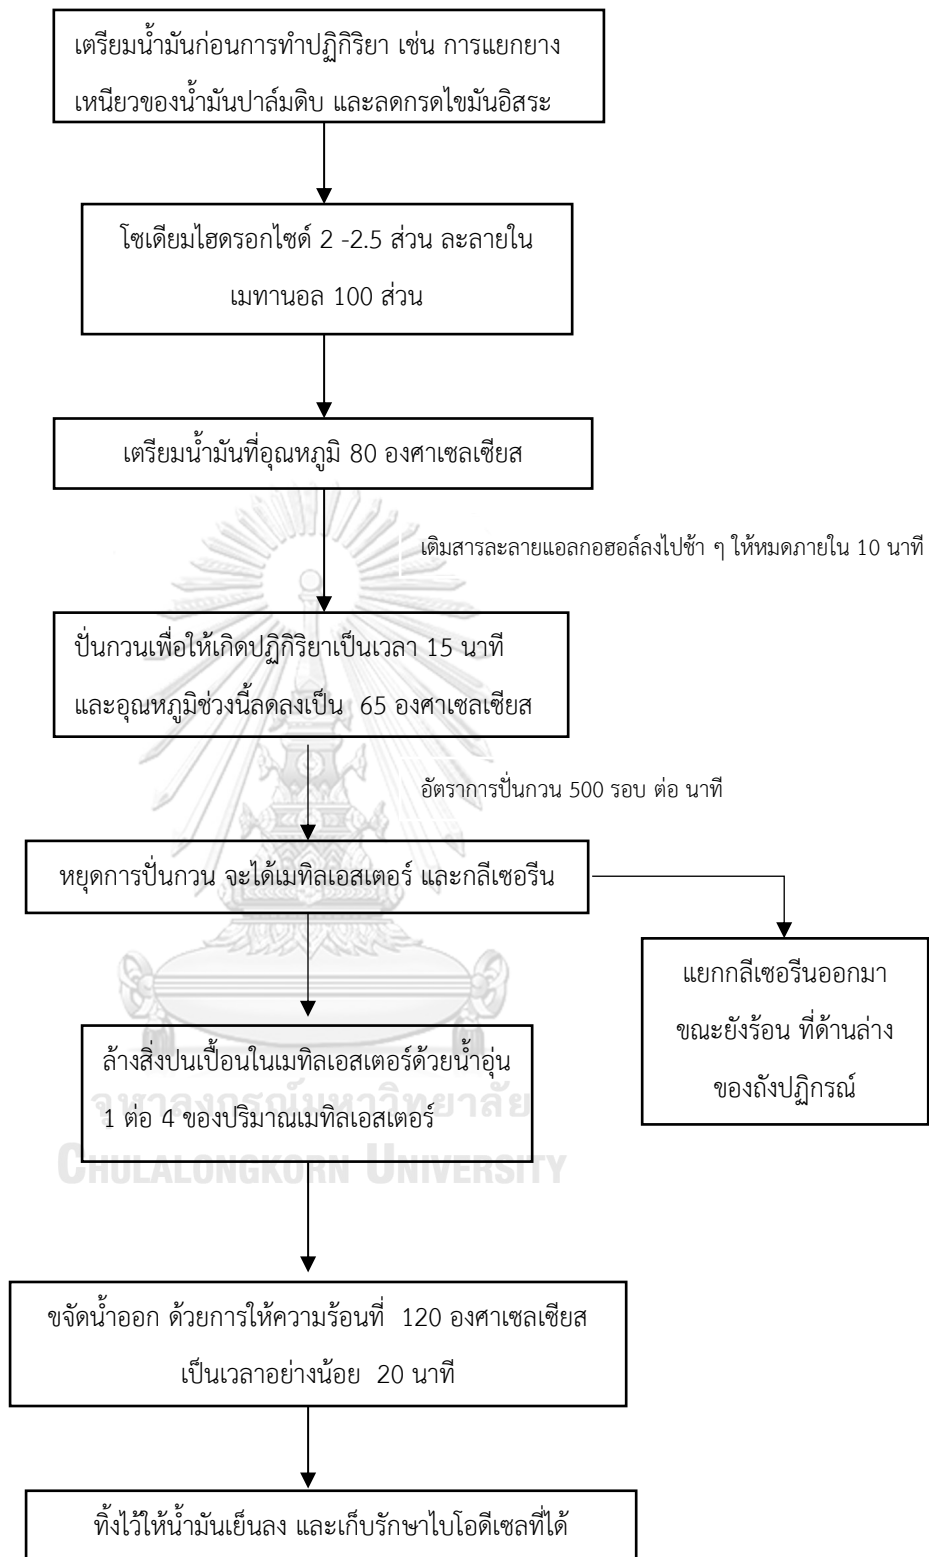 เตรียมน้ำมันก่อนการทำปฏิกิริยา เช่น การแยกยาง
เหนียวของน้ำมันปาล์มดิบ และลดกรดไขมันอิสระ
โซเดียมไฮดรอกไซด์ 2 -2.5 ส่วน ละลายใน
เมทานอล 100 ส่วน
เตรียมน้ำมันที่อุณหภูมิ 80 องศาเซลเซียส
เติมสารละลายแอลกอฮอล์ลงไปช้า ๆ ให้หมดภายใน 10 นาที
ปั่นกวนเพื่อให้เกิดปฏิกิริยาเป็นเวลา 15 นาที
และอุณหภูมิช่วงนี้ลดลงเป็น 65 องศาเซลเซียส
อัตราการปั่นกวน 500 รอบ ต่อ นาที
หยุดการปั่นกวน จะได้เมทิลเอสเตอร์ และกลีเซอรีน
แยกกลีเซอรีนออกมา
ขณะยังร้อน ที่ด้านล่าง
ของถังปฏิกรณ์
ล้างสิ่งปนเปื้อนในเมทิลเอสเตอร์ด้วยน้ำอุ่น
1 ต่อ 4 ของปริมาณเมทิลเอสเตอร์
จุฬาลงกรณ์มหาวิทยาลัย
CHULALONGKORN UNIVERSITY
ขจัดน้ำออก ด้วยการให้ความร้อนที่ 120 องศาเซลเซียส
เป็นเวลาอย่างน้อย 20 นาที
ทิ้งไว้ให้น้ำมันเย็นลง และเก็บรักษาไบโอดีเซลที่ได้